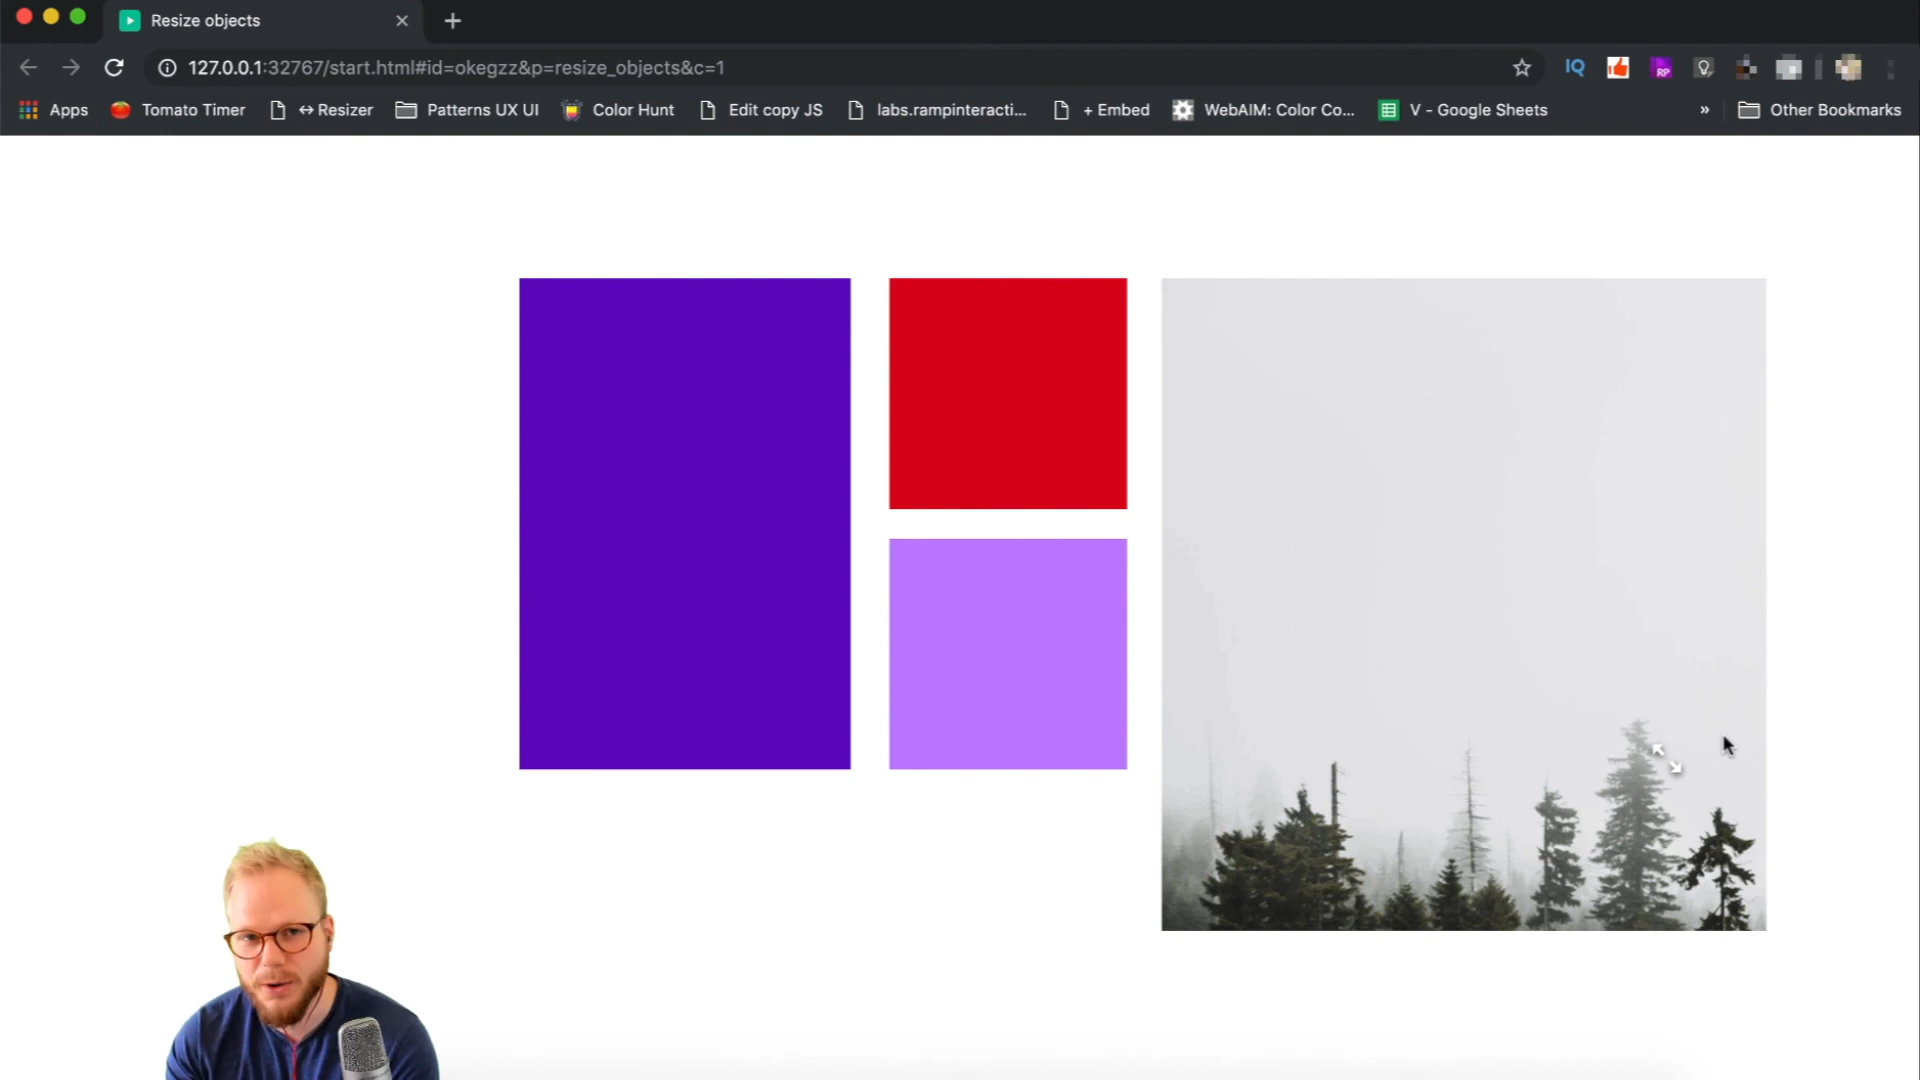 Resize objects
127.0.0.1:32767/start.html#id=okegzz&p=resize_objects&c=1
IQ
RP
Apps
Tomato Timer
↔ Resizer
Patterns UX UI
Color Hunt
Edit copy JS
labs.rampinteracti...
+ Embed
WebAIM: Color Co...
V - Google Sheets
»
Other Bookmarks